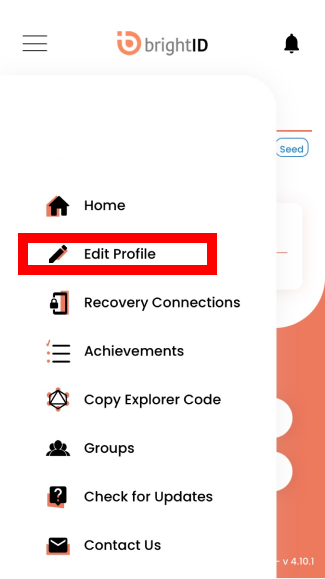 brightID
Seed
Home
Edit Profile
Recovery Connections
Achievements
Copy Explorer Code
Groups
Check for Updates
Contact Us
- v 4.10.1